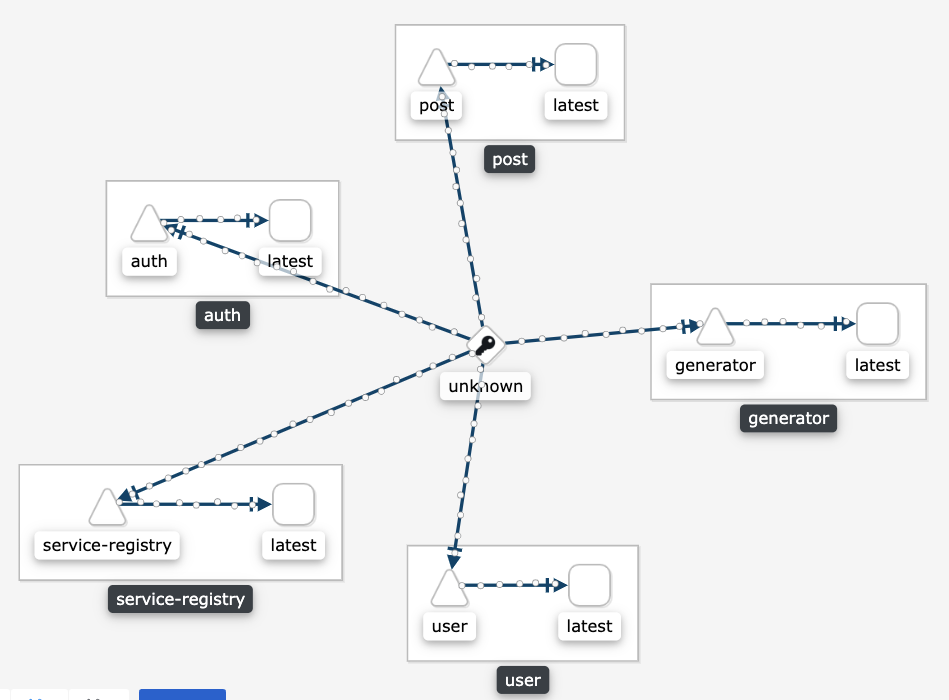 post
latest
post
auth
latest
auth
unknown
generator
latest
generator
service-registry
latest
service-registry
user
latest
user